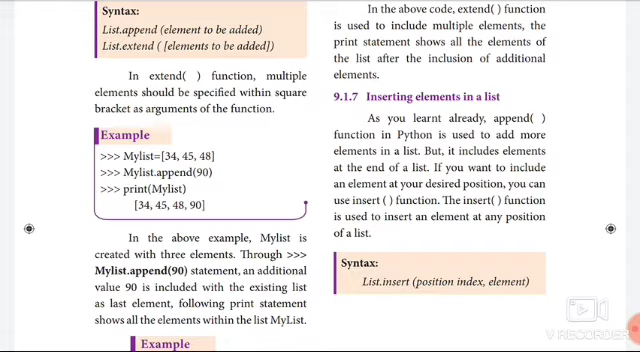 Syntax:
List.append (element to be added)
List.extend ( [elements to be added])
In extend( ) function, multiple
elements should be specified within square
bracket as arguments of the function.
Example
>>> Mylist=[34, 45, 48]
>>> Mylist.append(90)
>>> print(Mylist)
[34, 45, 48, 90]
In the above example, Mylist is
created with three elements. Through >>>
Mylist.append(90) statement, an additional
value 90 is included with the existing list
as last element, following print statement
shows all the elements within the list MyList.
Example
In the above code, extend( ) function
is used to include multiple elements, the
print statement shows all the elements of
the list after the inclusion of additional
elements.
9.1.7 Inserting elements in a list
As you learnt already, append( )
function in Python is used to add more
elements in a list. But, it includes elements
at the end of a list. If you want to include
an element at your desired position, you can
use insert ( ) function. The insert( ) function
is used to insert an element at any position
of a list.
Syntax:
List.insert (position index, element)
V RECORDER